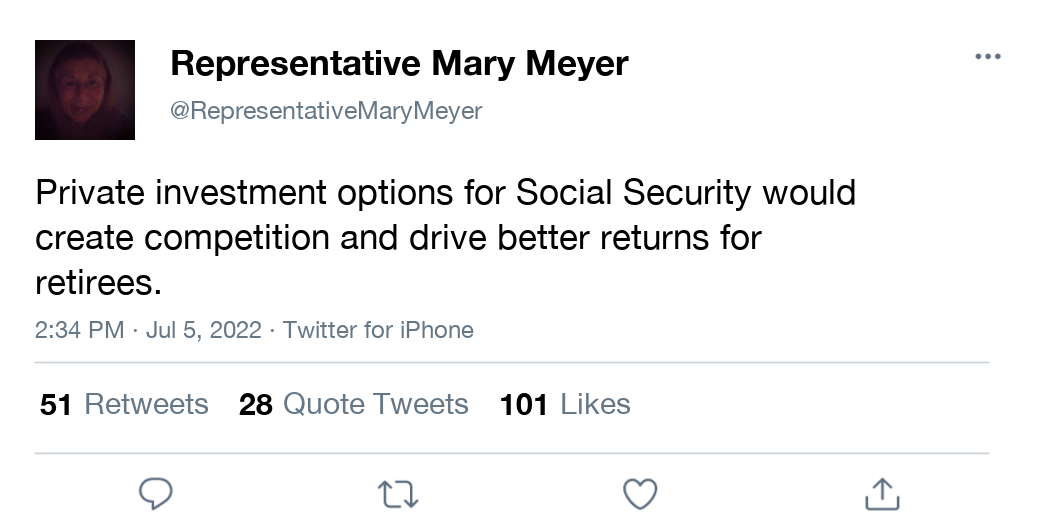 Representative Mary Meyer
@RepresentativeMaryMeyer
Private investment options for Social Security would
create competition and drive better returns for
retirees.
2:34 PM · Jul 5, 2022 · Twitter for iPhone
51 Retweets 28 Quote Tweets 101 Likes